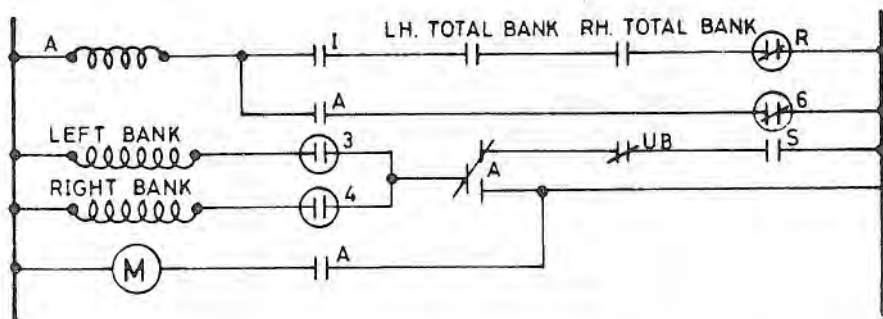 A I LH. TOTAL BANK RH. TOTAL BANK R
A 6
LEFT BANK 3 UB S
RIGHT BANK 4 A
M A